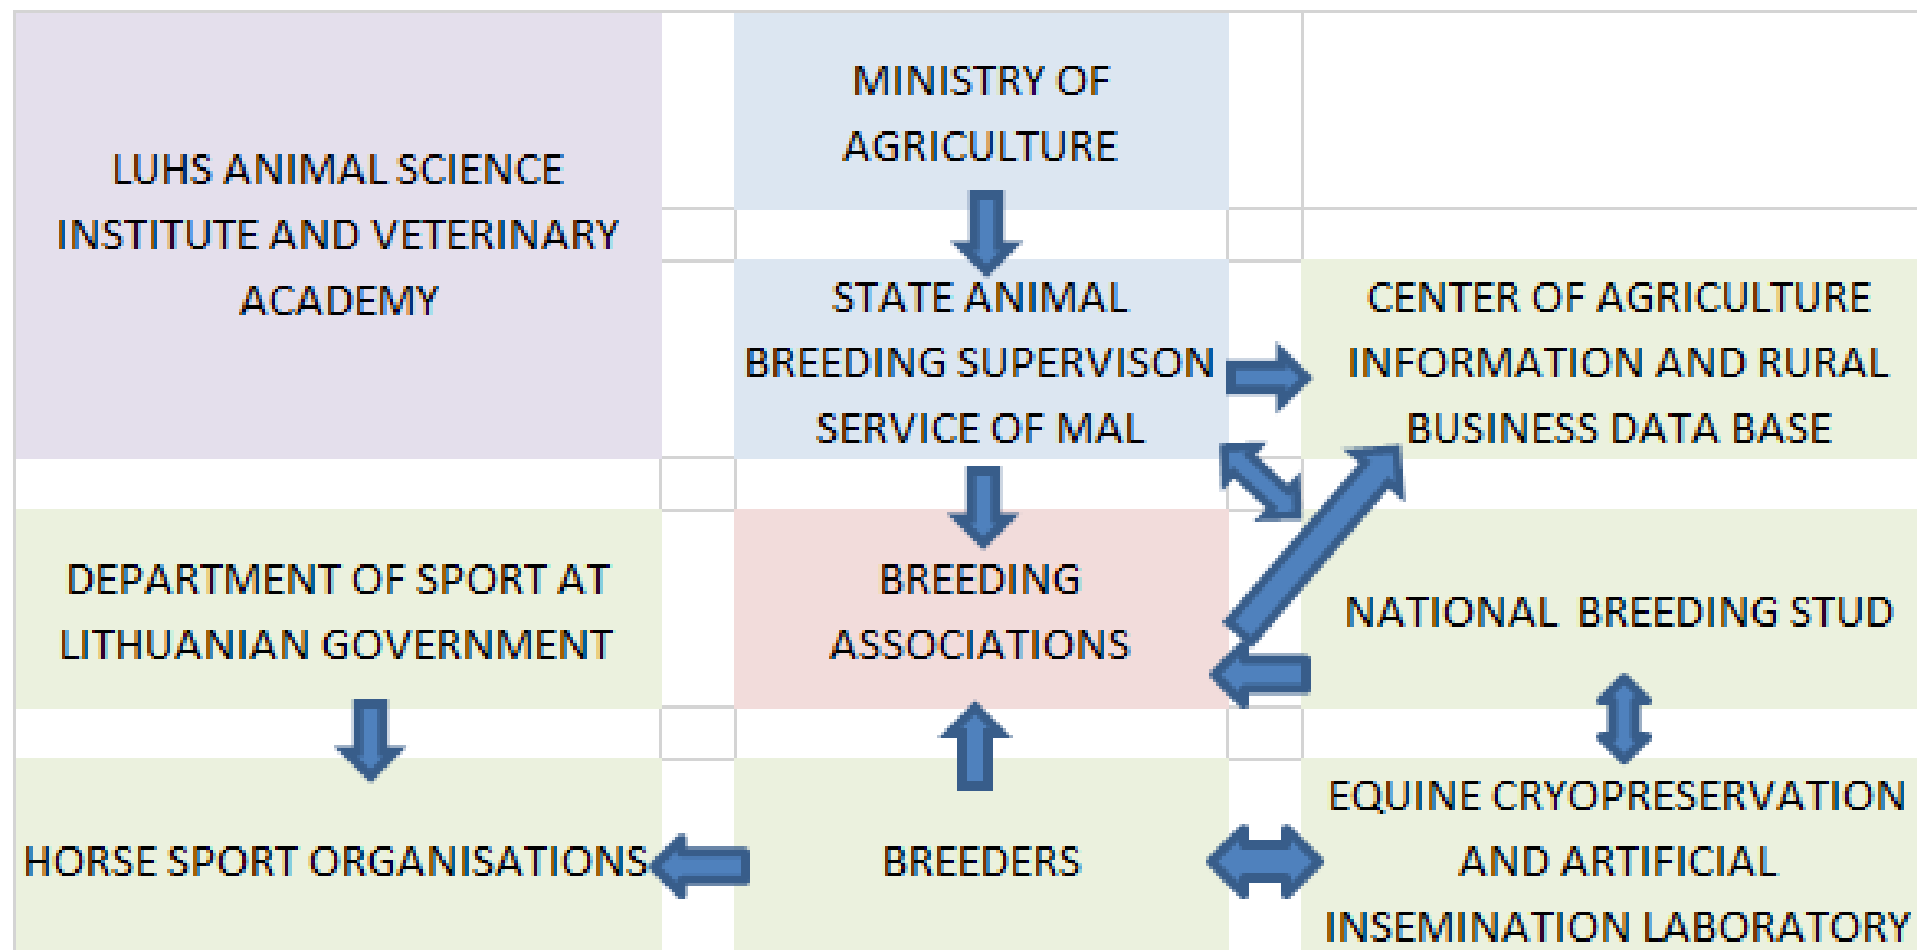 LUHS ANIMAL SCIENCE
INSTITUTE AND VETERINARY
ACADEMY
MINISTRY OF
AGRICULTURE
STATE ANIMAL
BREEDING SUPERVISON
SERVICE OF MAL
CENTER OF AGRICULTURE
INFORMATION AND RURAL
BUSINESS DATA BASE
DEPARTMENT OF SPORT AT
LITHUANIAN GOVERNMENT
BREEDING
ASSOCIATIONS
NATIONAL BREEDING STUD
HORSE SPORT ORGANISATIONS
BREEDERS
EQUINE CRYOPRESERVATION
AND ARTIFICIAL
INSEMINATION LABORATORY